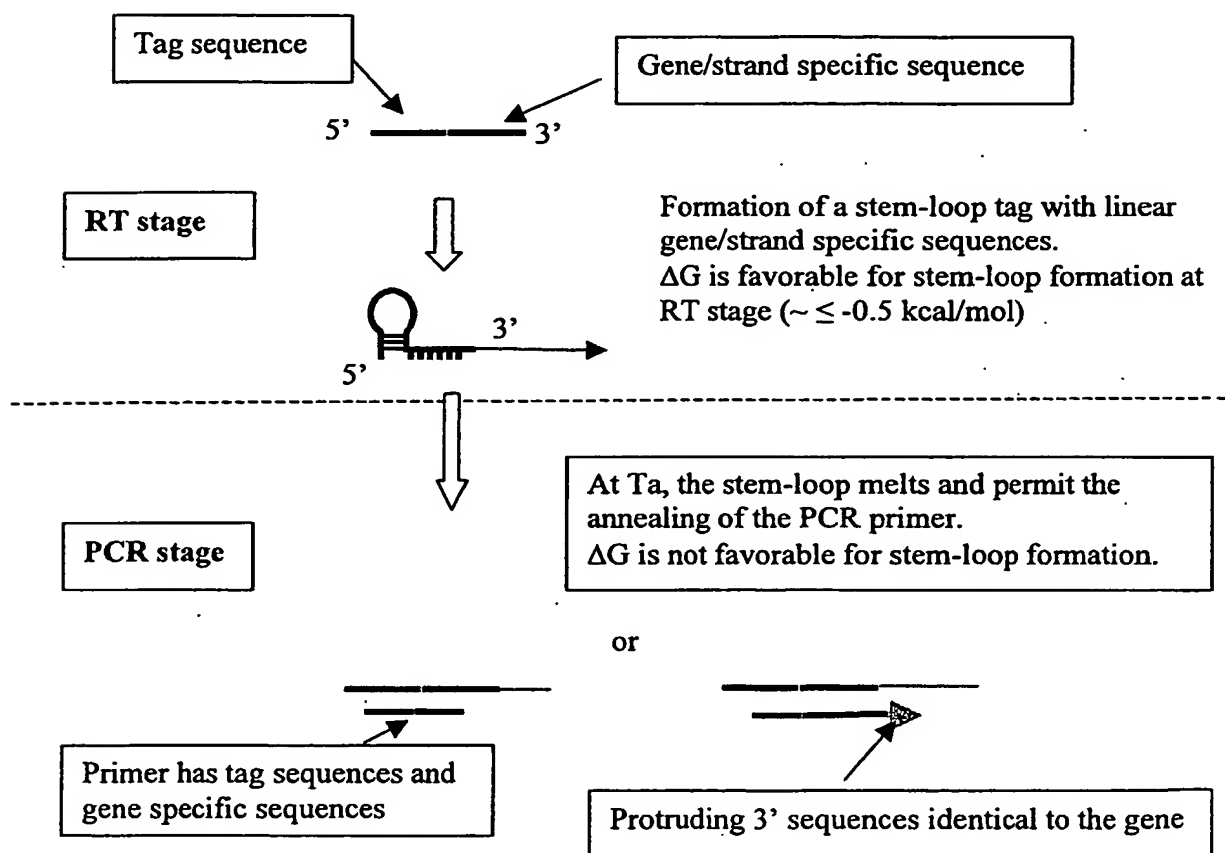 Tag sequence
Gene/strand specific sequence
5’
3’
RT stage
Formation of a stem-loop tag with linear
gene/strand specific sequences.
ΔG is favorable for stem-loop formation at
RT stage (~ ≤ -0.5 kcal/mol)
3’
5’
At Ta, the stem-loop melts and permit the
annealing of the PCR primer.
ΔG is not favorable for stem-loop formation.
PCR stage
or
Primer has tag sequences and
gene specific sequences
Protruding 3’ sequences identical to the gene